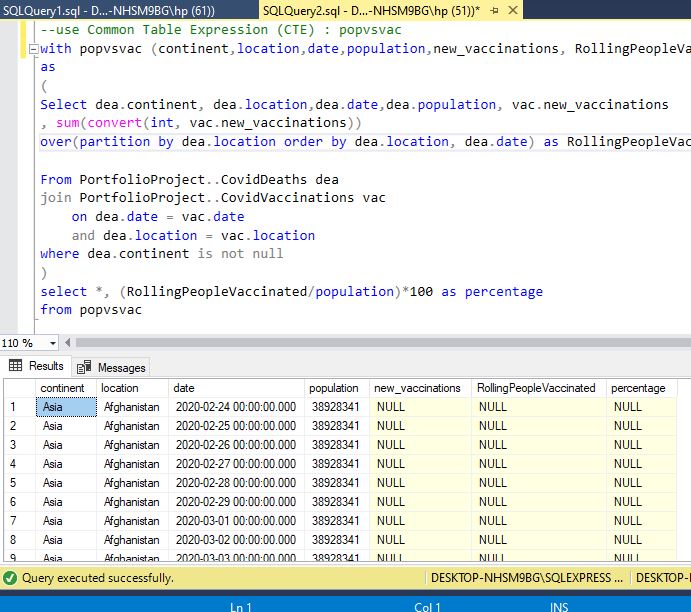 SQLQuery1.sql - D...-NHSM9BG\hp (61)) SQLQuery2.sql - D...-NHSM9BG\hp (51))*
--use Common Table Expression (CTE) : popvsvac
with popvsvac (continent,location,date,population,new_vaccinations, RollingPeopleVa
as
(
Select dea.continent, dea.location,dea.date,dea.population, vac.new_vaccinations
, sum(convert(int, vac.new_vaccinations))
over(partition by dea.location order by dea.location, dea.date) as RollingPeopleVac
From PortfolioProject..CovidDeaths dea
join PortfolioProject..CovidVaccinations vac
on dea.date = vac.date
and dea.location = vac.location
where dea.continent is not null
)
select *, (RollingPeopleVaccinated/population)*100 as percentage
from popvsvac
110 %
Results Messages
continent location date population new_vaccinations RollingPeopleVaccinated percentage
1 Asia Afghanistan 2020-02-24 00:00:00.000 38928341 NULL NULL NULL
2 Asia Afghanistan 2020-02-25 00:00:00.000 38928341 NULL NULL NULL
3 Asia Afghanistan 2020-02-26 00:00:00.000 38928341 NULL NULL NULL
4 Asia Afghanistan 2020-02-27 00:00:00.000 38928341 NULL NULL NULL
5 Asia Afghanistan 2020-02-28 00:00:00.000 38928341 NULL NULL NULL
6 Asia Afghanistan 2020-02-29 00:00:00.000 38928341 NULL NULL NULL
7 Asia Afghanistan 2020-03-01 00:00:00.000 38928341 NULL NULL NULL
8 Asia Afghanistan 2020-03-02 00:00:00.000 38928341 NULL NULL NULL
9 Asia Afghanistan 2020-03-03 00:00:00.000 38928341 NULL NULL NULL
Query executed successfully. DESKTOP-NHSM9BG\SQLEXPRESS ... DESKTOP-
Ln 1 Col 1 INS